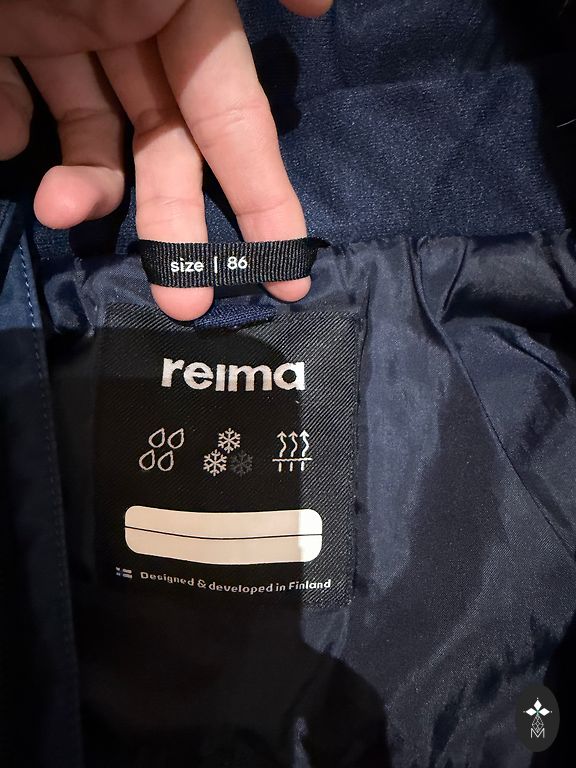 size | 86
reima
Designed & developed in Finland